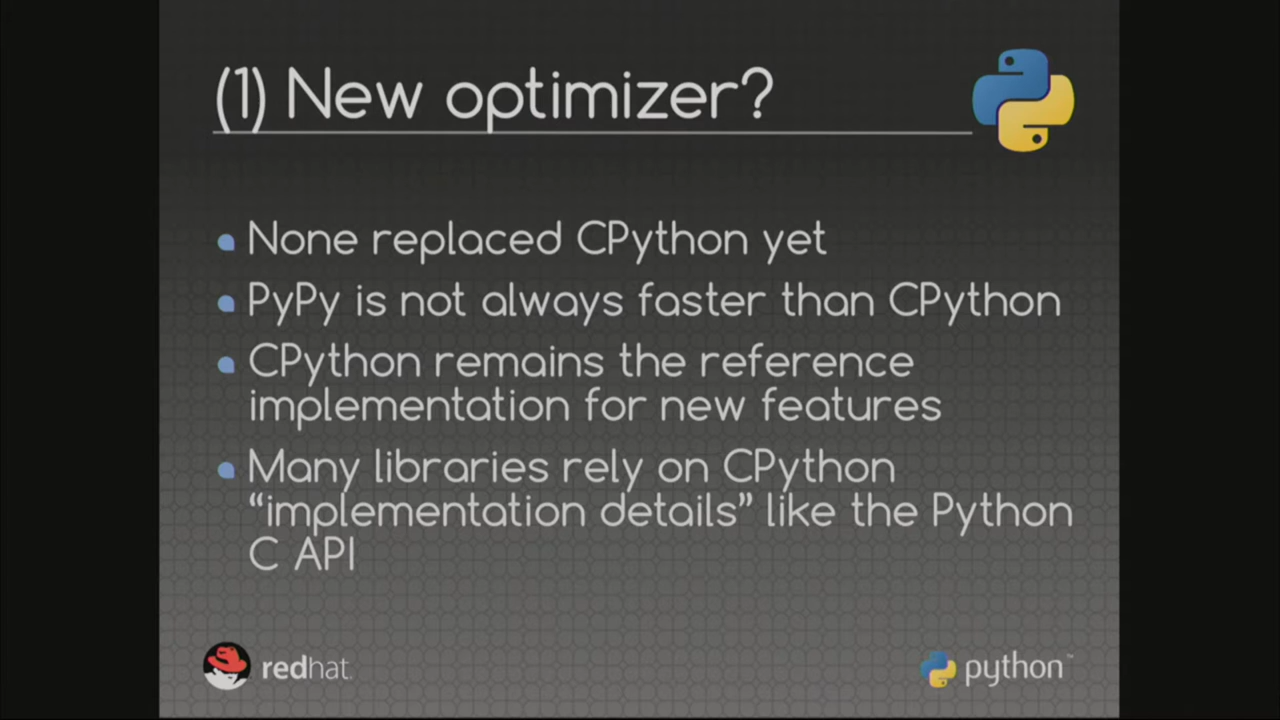 (1) New optimizer?
None replaced CPython yet
PyPy is not always faster than CPython
CPython remains the reference
implementation for new features
Many libraries rely on CPython
“implementation details” like the Python
C API
redhat.
python™